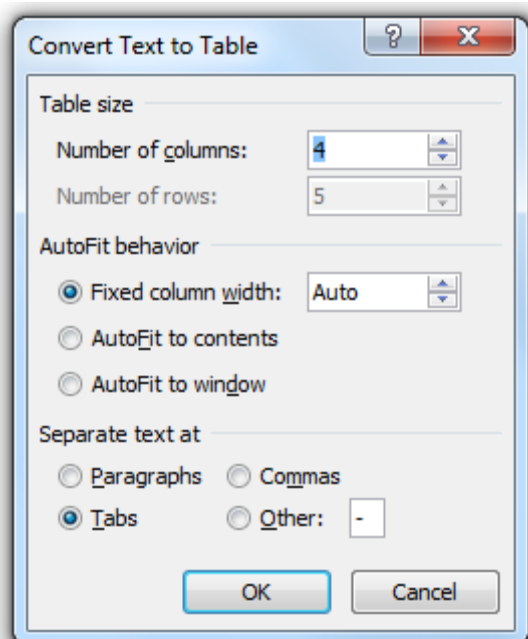 Convert Text to Table
Table size
Number of columns: 4
Number of rows: 5
AutoFit behavior
Fixed column width: Auto
AutoFit to contents
AutoFit to window
Separate text at
Paragraphs Commas
Tabs Other: -
OK Cancel